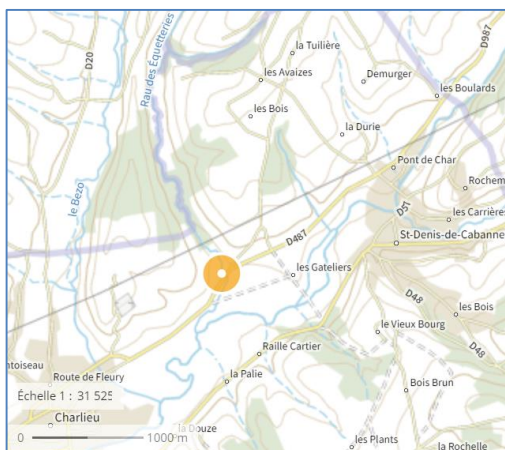 la Tuilière
D987
D20
Rau des Équetteries
les Avaizes
Demurger
les Boulards
les Bois
la Durie
Pont de Char
le Bezo
Rochem
D57
les Carrières
St-Denis-de-Cabanne
D487
les Gateliers
D48
les Bois
le Vieux Bourg
Raille Cartier
D48
ntoiseau
Route de Fleury
la Palie
Bois Brun
Échelle 1 : 31 525
Charlieu
la Douze
0 1000 m
les Plants
la Rochelle